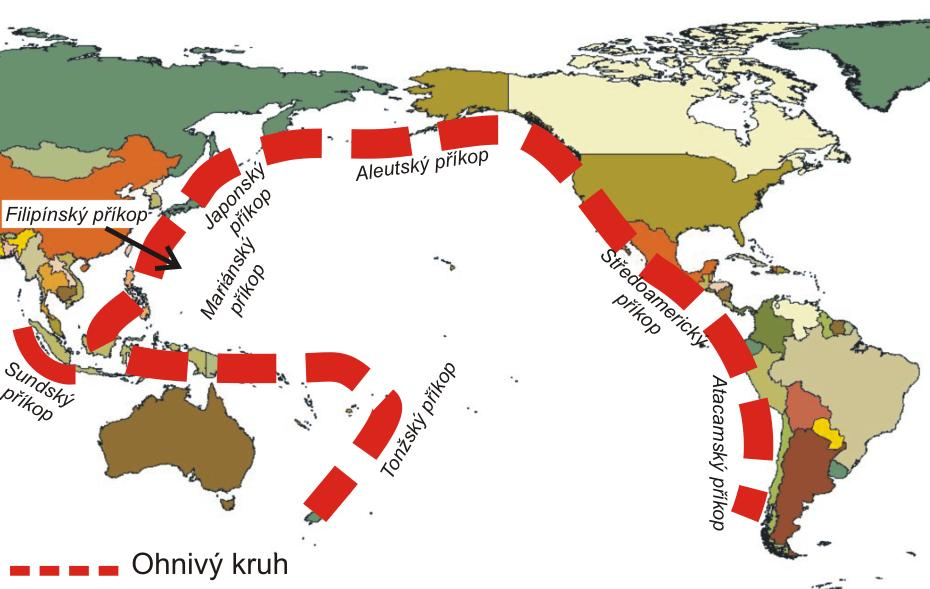 Aleutský příkop
Japonský
příkop
Filipínský příkop
Mariánský
příkop
Středoamerický
příkop
Sundský
příkop
Tonžský příkop
Atacamský příkop
Ohnivý kruh